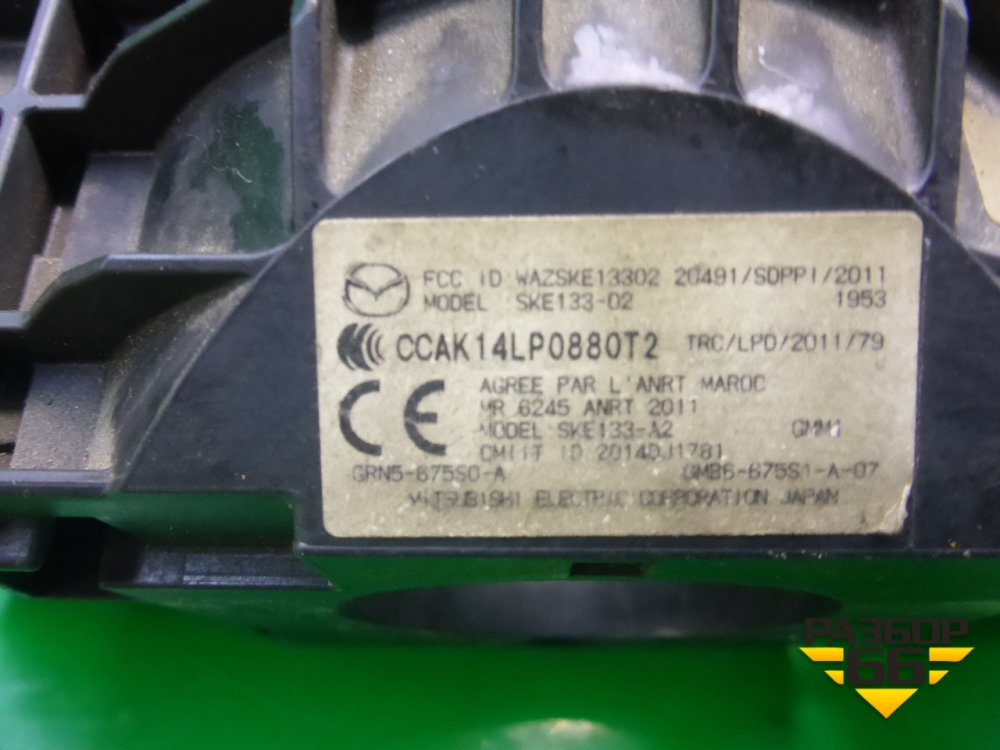 FCC ID WAZSKE13302 20491/SDPPI/2011
MODEL SKE133-02 1953
CCAK14LP0880T2 TRC/LPD/2011/79
CE
AGREE PAR L'ANRT MAROC
MR 6245 ANRT 2011
MODEL SKE133-A2 GMM1
CMIIT ID 2014DJ1781
GRN5-675S0-A GMB6-675S1-A-07
MITSUBISHI ELECTRIC CORPORATION JAPAN
РАЗБОР
66